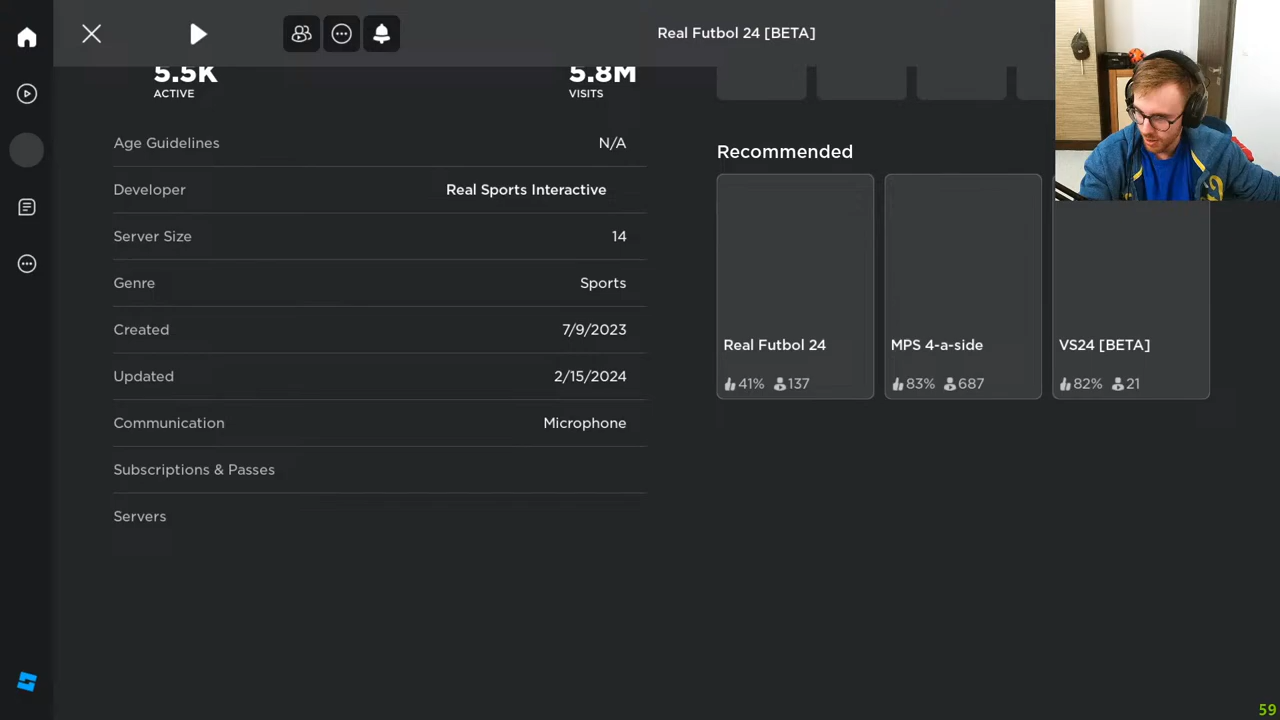 Real Futbol 24 [BETA]
5.5K
ACTIVE
5.8M
VISITS
Age Guidelines
N/A
Developer
Real Sports Interactive
Server Size
14
Genre
Sports
Created
7/9/2023
Updated
2/15/2024
Communication
Microphone
Subscriptions & Passes
Servers
Recommended
Real Futbol 24
41% 137
MPS 4-a-side
83% 687
VS24 [BETA]
82% 21
59